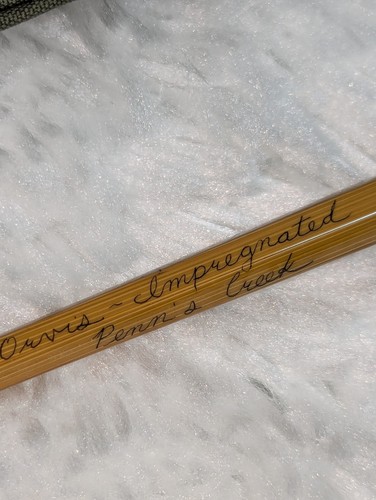 Orvis ~ Impregnated
Penn's Creek